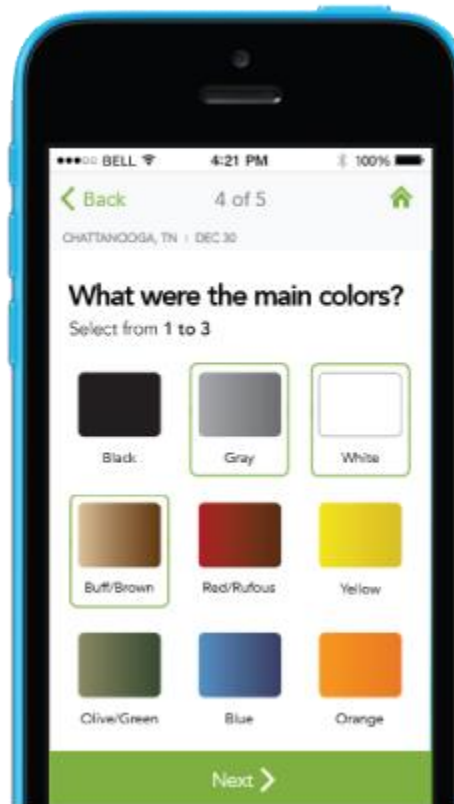 BELL 4:21 PM 100%
Back 4 of 5
CHATTANOOGA, TN | DEC 30
What were the main colors?
Select from 1 to 3
Black Gray White
Buff/Brown Red/Rufous Yellow
Olive/Green Blue Orange
Next